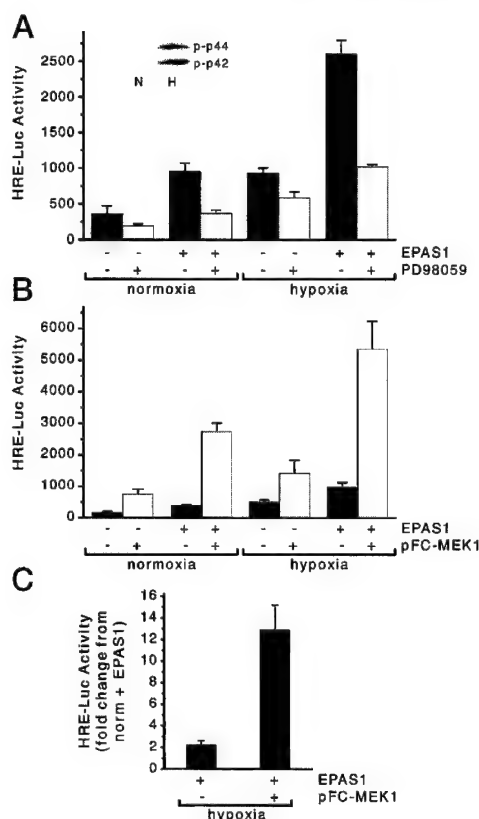 A
p-p44
p-p42
N H
HRE-Luc Activity
2500
2000
1500
1000
500
0
- - + + - - + + EPAS1
- + - + - + - + PD98059
normoxia hypoxia
B
HRE-Luc Activity
6000
5000
4000
3000
2000
1000
0
- - + + - - + + EPAS1
- + - + - + - + pFC-MEK1
normoxia hypoxia
C
HRE-Luc Activity
(fold change from
norm + EPAS1)
16
14
12
10
8
6
4
2
0
+ + EPAS1
- + pFC-MEK1
hypoxia